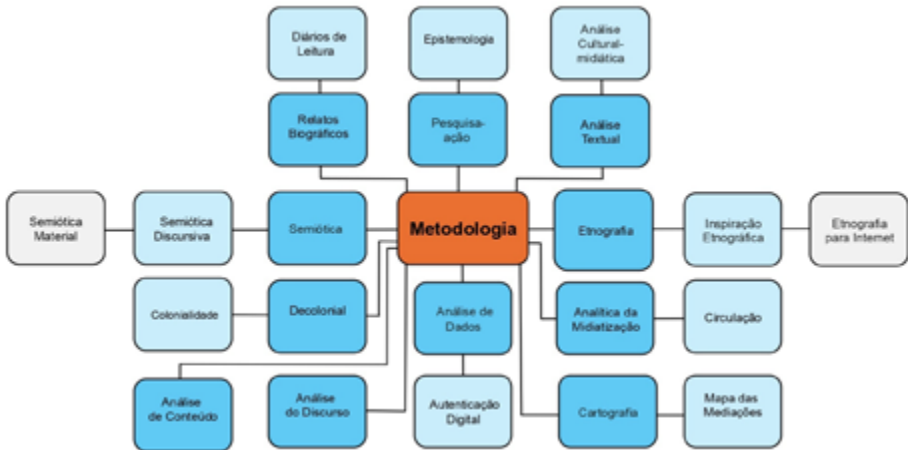 Diários de
Leitura
Epistemologia
Análise
Cultural-
midiática
Relatos
Biográficos
Pesquisa-
ação
Análise
Textual
Semiótica
Material
Semiótica
Discursiva
Semiótica
Metodologia
Etnografia
Inspiração
Etnográfica
Etnografia
para Internet
Colonialidade
Decolonial
Análise de
Dados
Analítica da
Midiatização
Circulação
Análise
de Conteúdo
Análise
do Discurso
Autenticação
Digital
Cartografia
Mapa das
Mediações